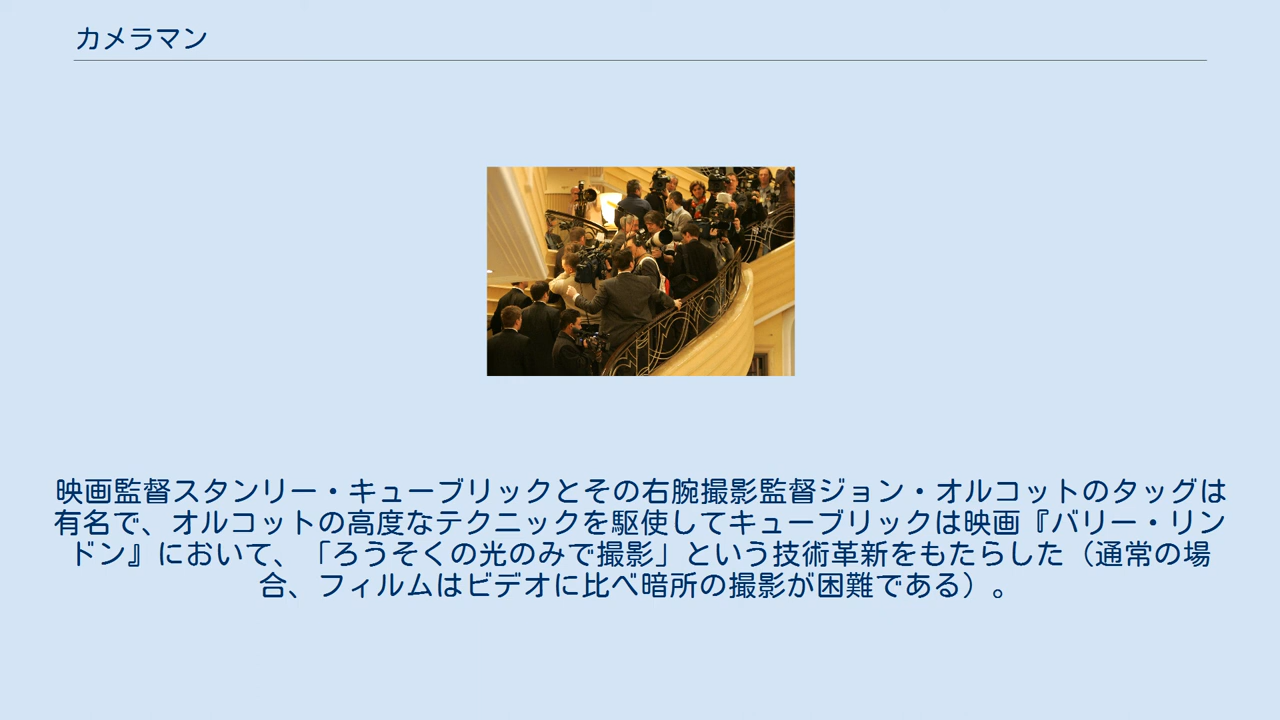 カメラマン
映画監督スタンリー・キューブリックとその右腕撮影監督ジョン・オルコットのタッグは
有名で、オルコットの高度なテクニックを駆使してキューブリックは映画『バリー・リン
ドン』において、「ろうそくの光のみで撮影」という技術革新をもたらした（通常の場
合、フィルムはビデオに比べ暗所の撮影が困難である）。